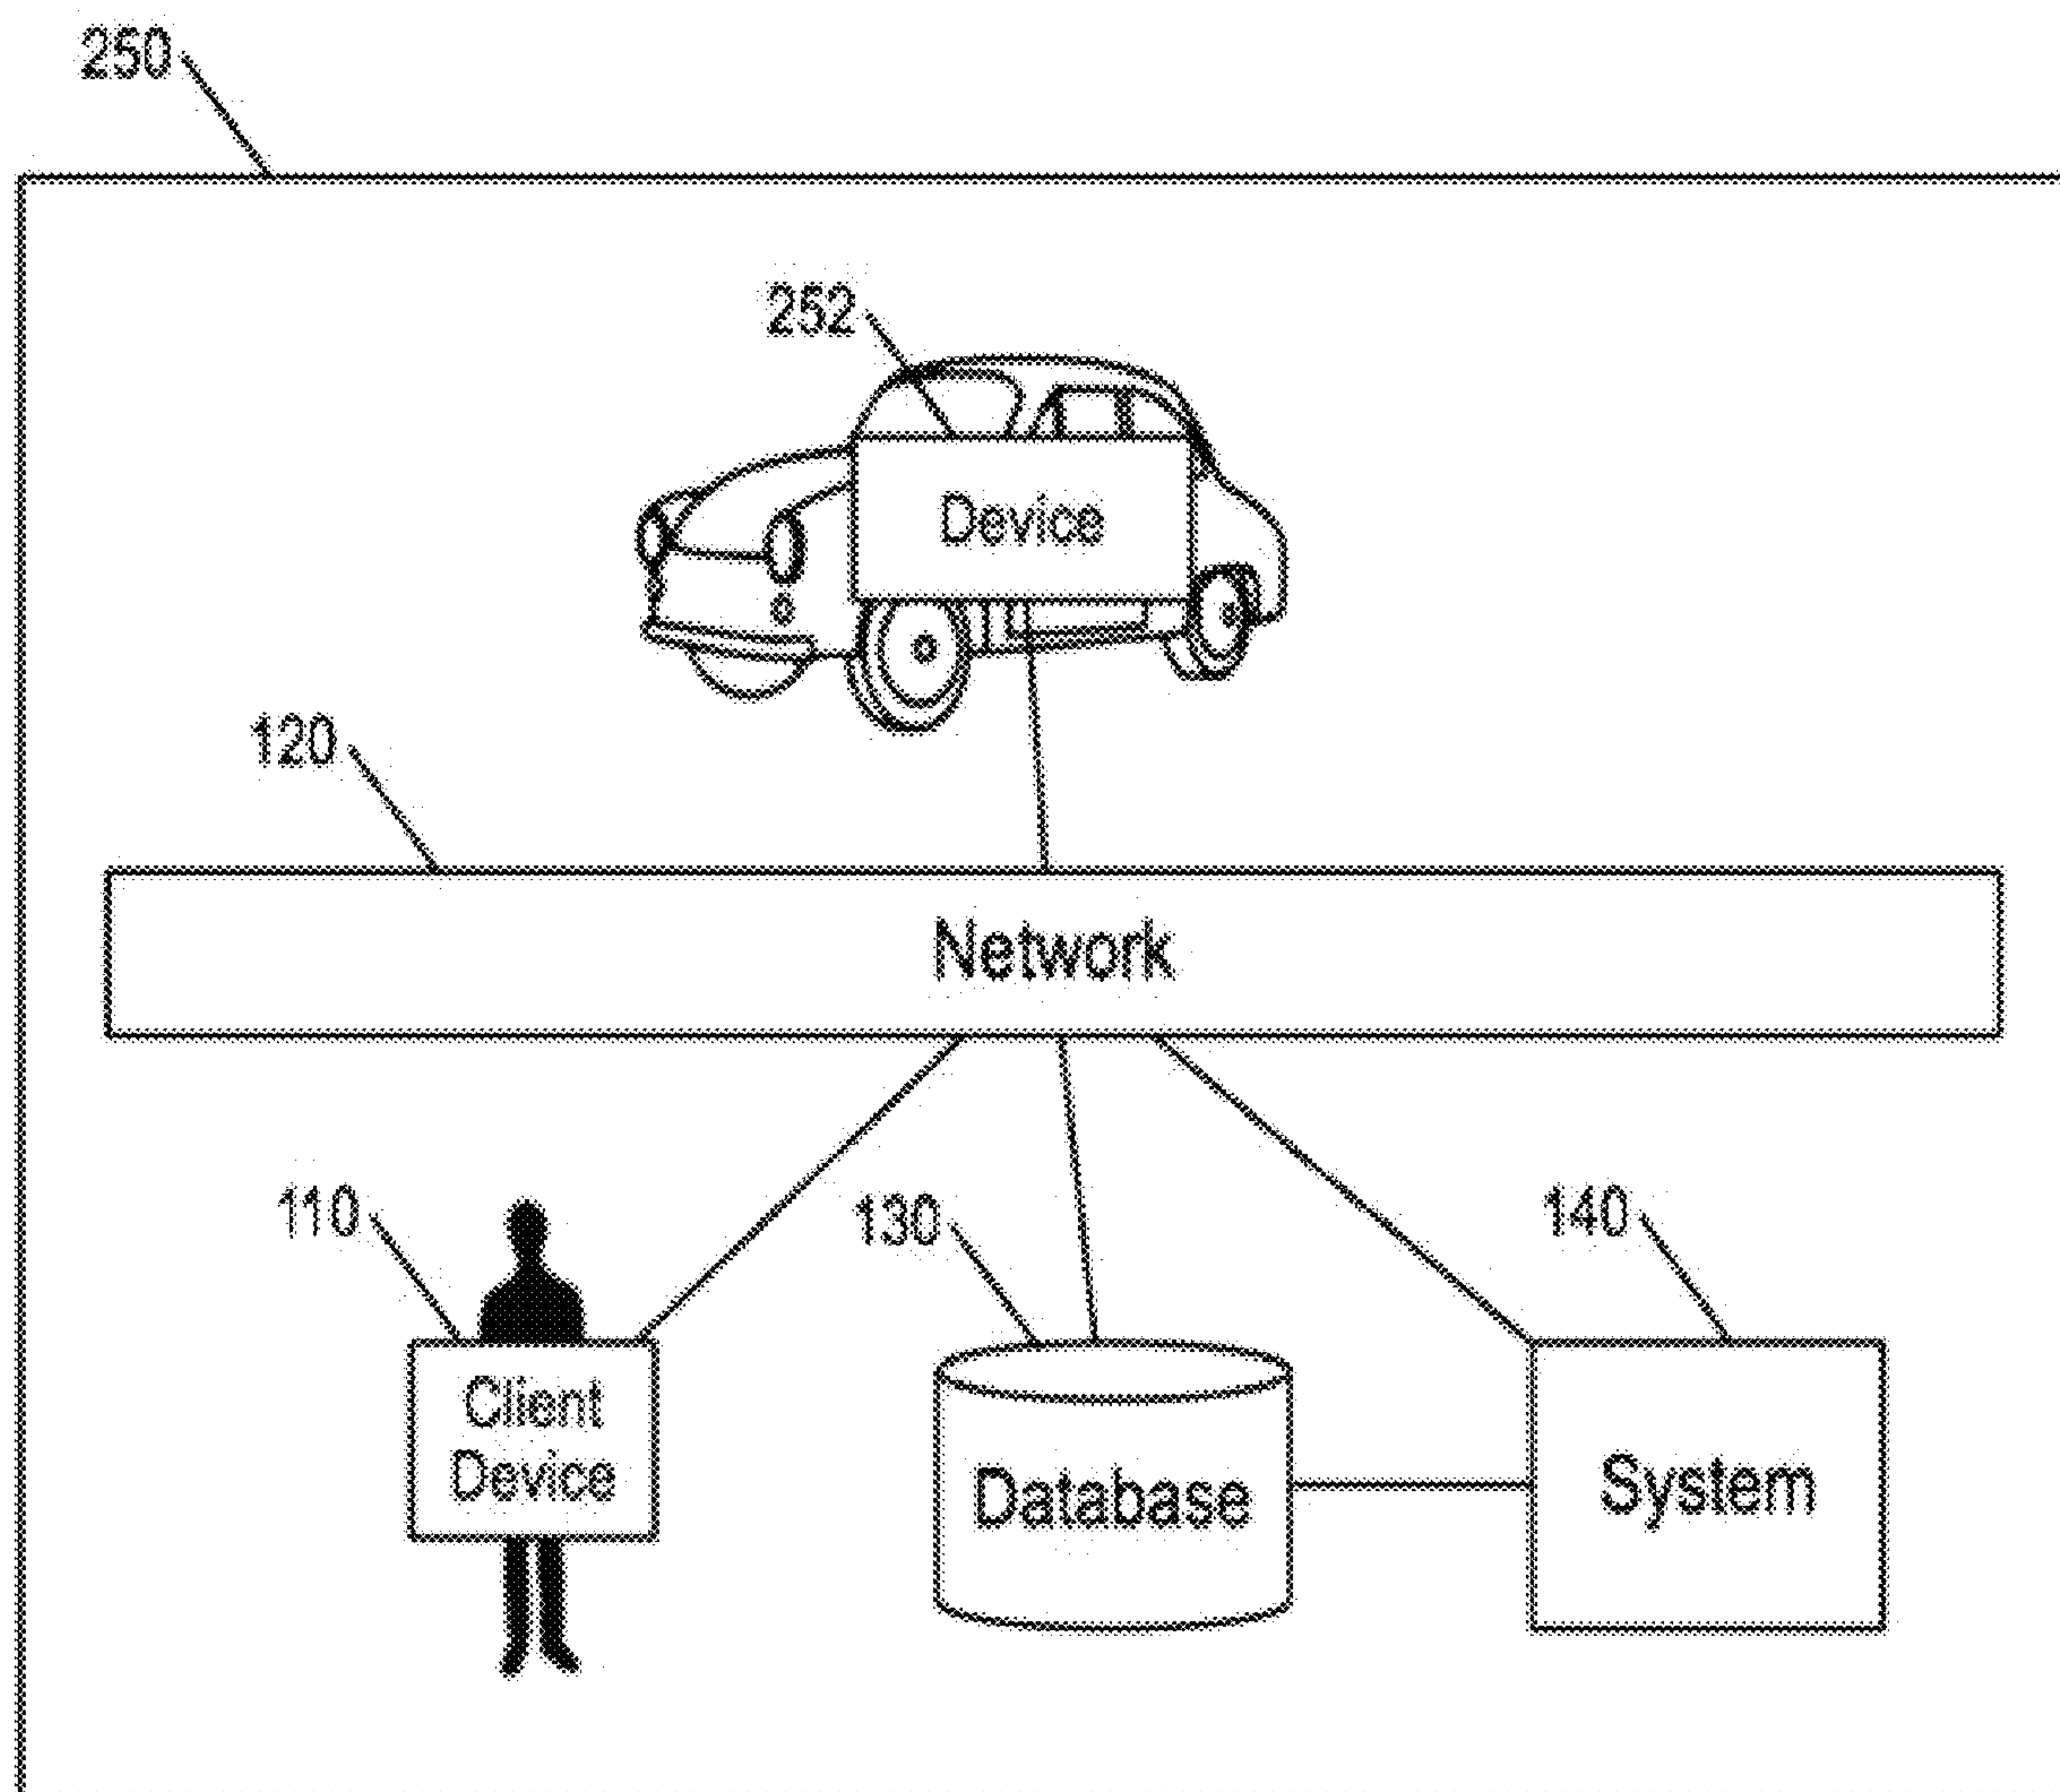 250
252
Device
120
Network
110
130
140
Client
Device
Database
System